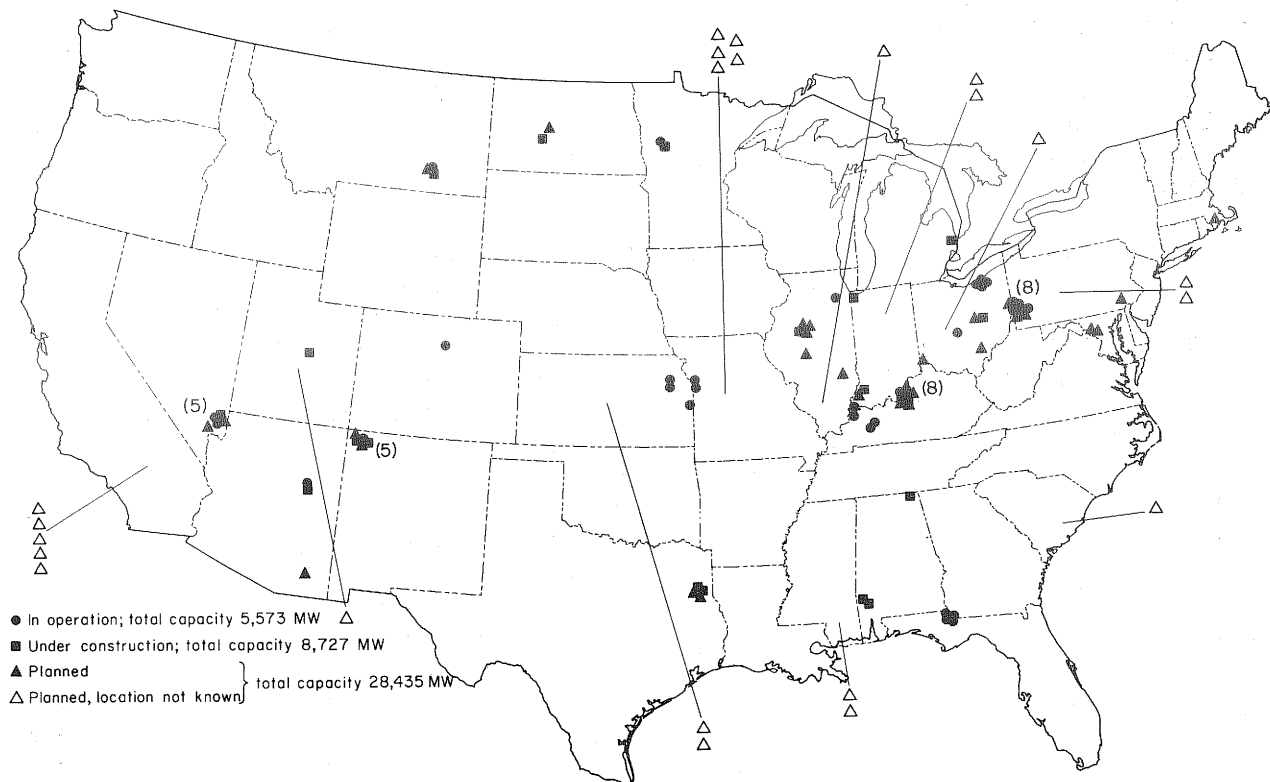 (8)
(8)
(5)
(5)
In operation; total capacity 5,573 MW
Under construction; total capacity 8,727 MW
Planned
total capacity 28,435 MW
Planned, location not known